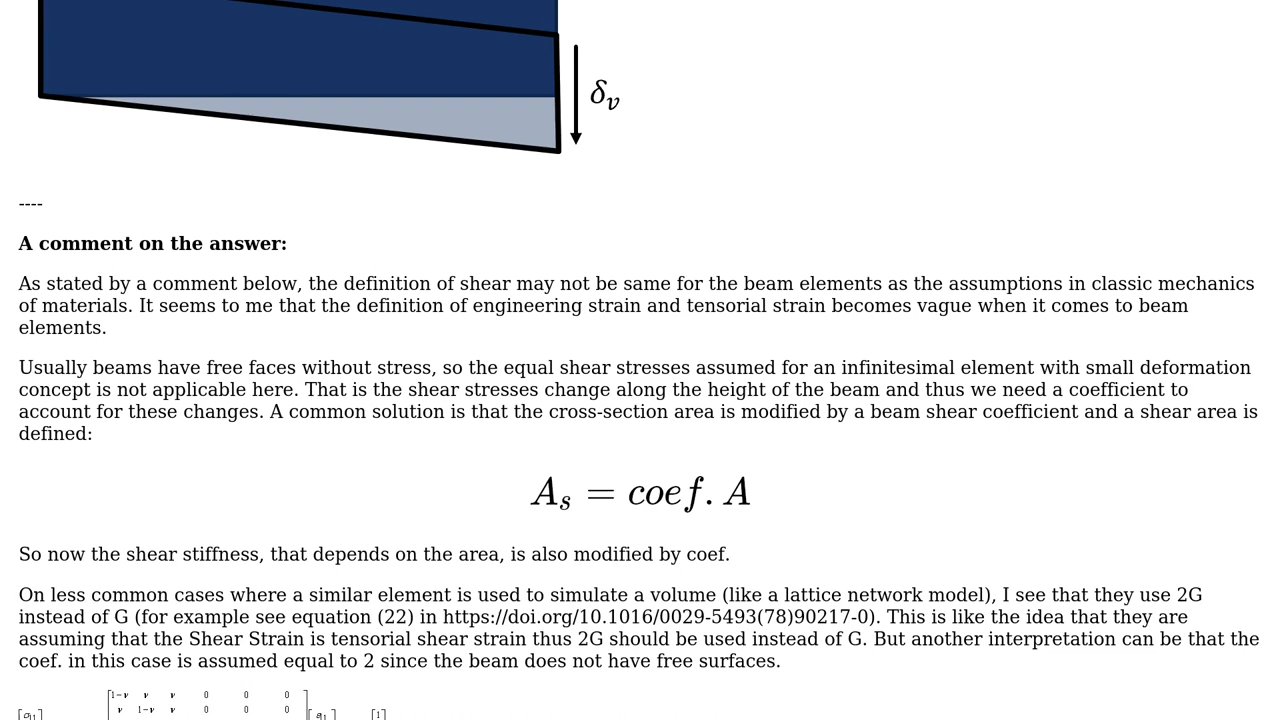 δv
----
A comment on the answer:
As stated by a comment below, the definition of shear may not be same for the beam elements as the assumptions in classic mechanics
of materials. It seems to me that the definition of engineering strain and tensorial strain becomes vague when it comes to beam
elements.
Usually beams have free faces without stress, so the equal shear stresses assumed for an infinitesimal element with small deformation
concept is not applicable here. That is the shear stresses change along the height of the beam and thus we need a coefficient to
account for these changes. A common solution is that the cross-section area is modified by a beam shear coefficient and a shear area is
defined:
As = coef. A
So now the shear stiffness, that depends on the area, is also modified by coef.
On less common cases where a similar element is used to simulate a volume (like a lattice network model), I see that they use 2G
instead of G (for example see equation (22) in https://doi.org/10.1016/0029-5493(78)90217-0). This is like the idea that they are
assuming that the Shear Strain is tensorial shear strain thus 2G should be used instead of G. But another interpretation can be that the
coef. in this case is assumed equal to 2 since the beam does not have free surfaces.
1-ν ν ν 0 0 0
ν 1-ν ν 0 0 0